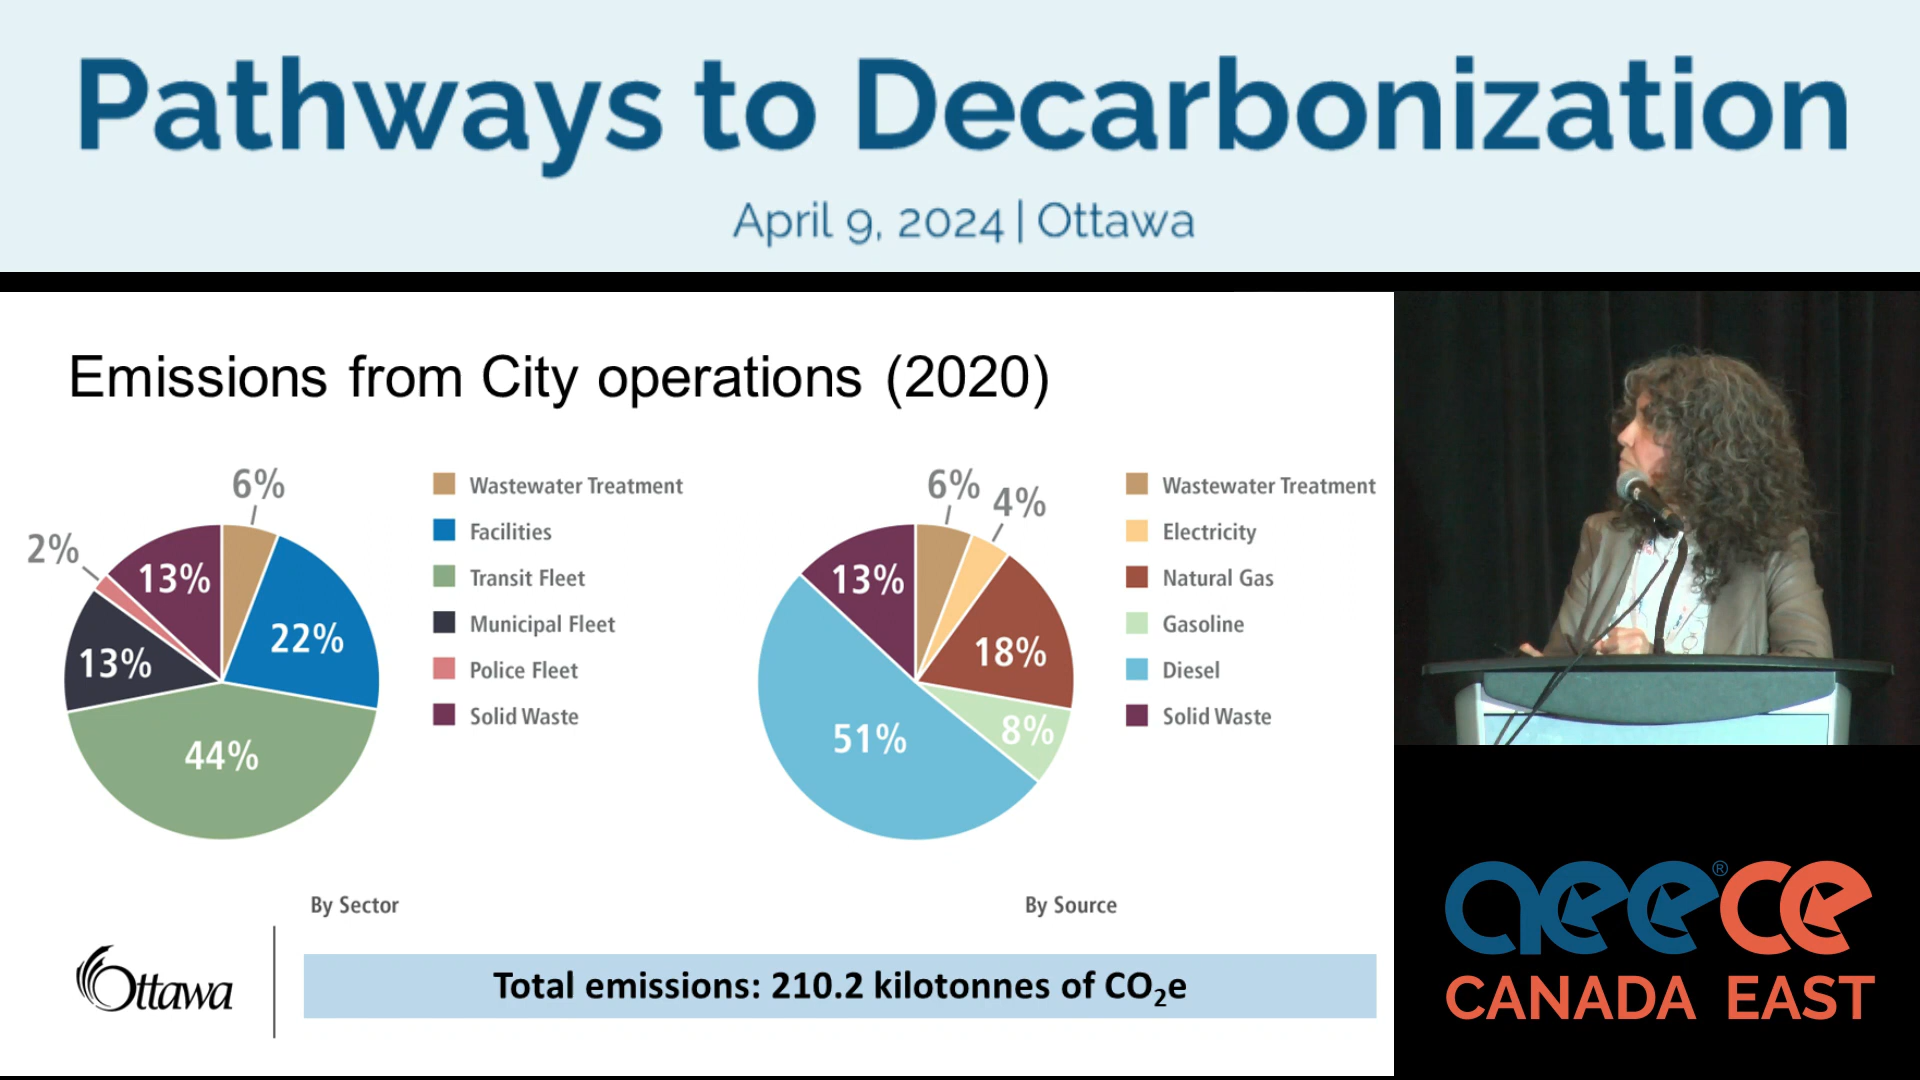 Pathways to Decarbonization
April 9, 2024 | Ottawa
Emissions from City operations (2020)
6%
2%
13%
22%
13%
44%
Wastewater Treatment
Facilities
Transit Fleet
Municipal Fleet
Police Fleet
Solid Waste
By Sector
6%
4%
13%
18%
8%
51%
Wastewater Treatment
Electricity
Natural Gas
Gasoline
Diesel
Solid Waste
By Source
Ottawa
Total emissions: 210.2 kilotonnes of CO₂e
aeece®
CANADA EAST